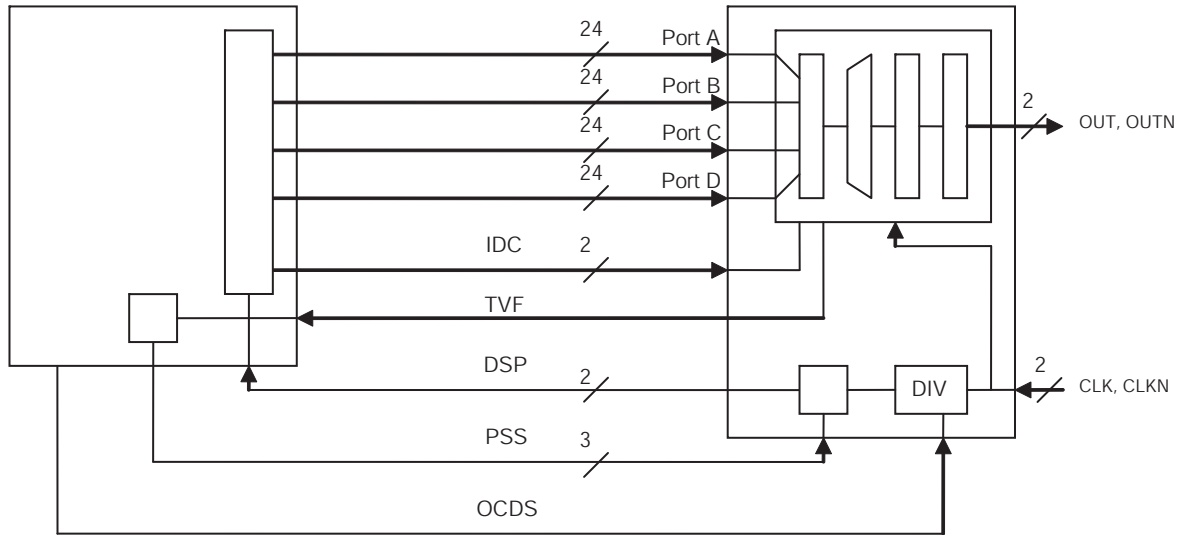 24 Port A
24 Port B
24 Port C
24 Port D
2 OUT, OUTN
IDC 2
TVF
DSP 2
DIV
2 CLK, CLKN
PSS 3
OCDS